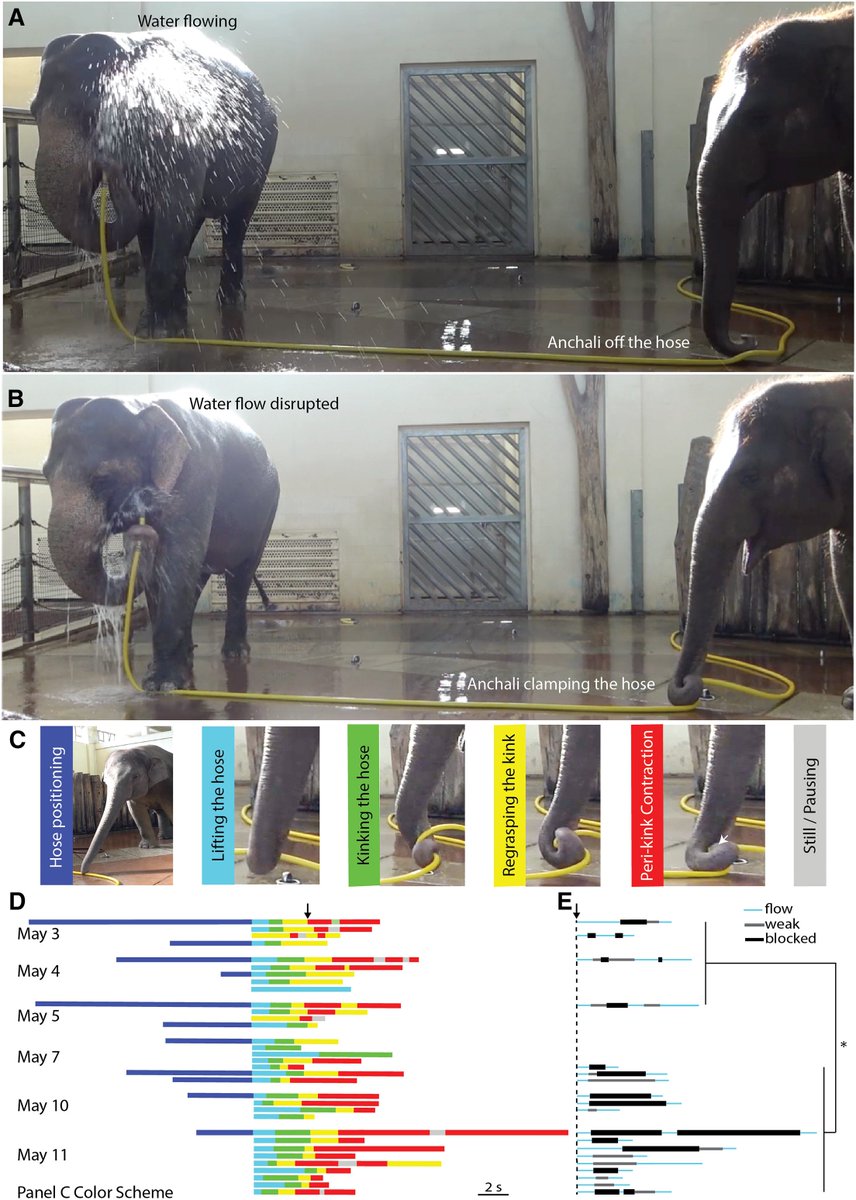 A
Water flowing
Anchali off the hose
B
Water flow disrupted
Anchali clamping the hose
C
Hose positioning
Lifting the hose
Kinking the hose
Regrasping the kink
Peri-kink Contraction
Still / Pausing
D
E
flow
weak
blocked
May 3
May 4
May 5
May 7
May 10
May 11
*
Panel C Color Scheme
2 s